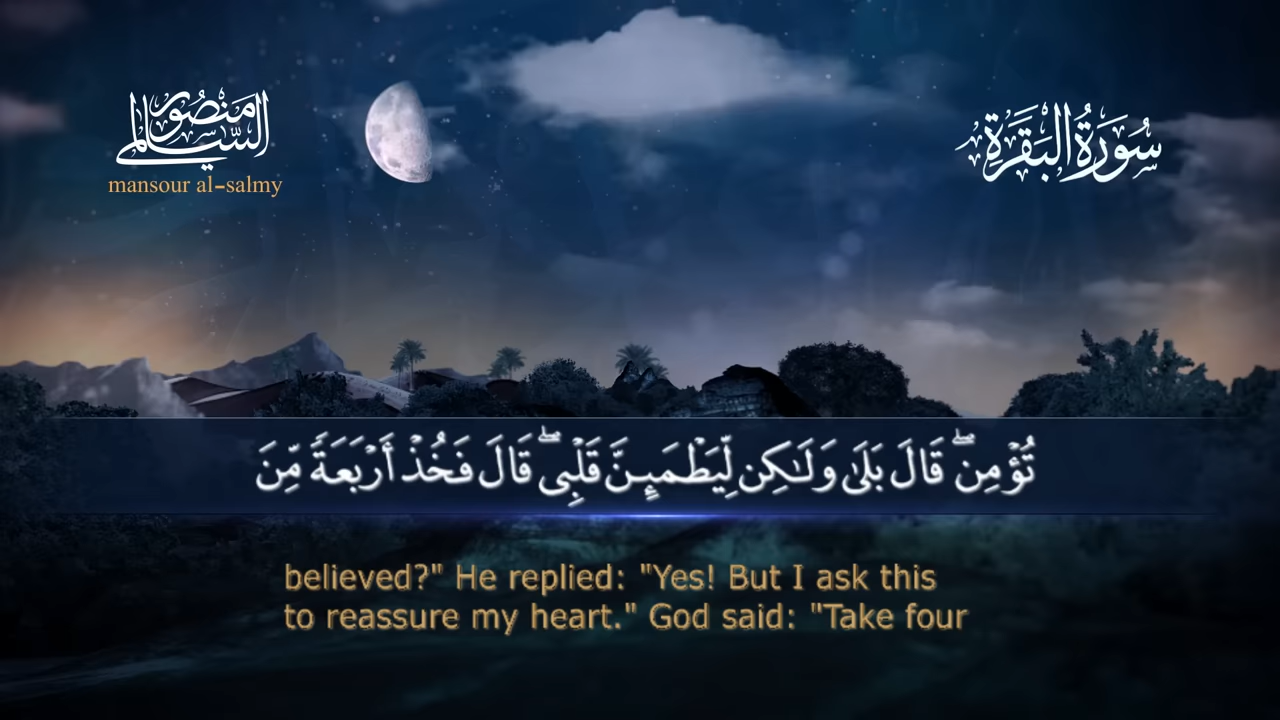 منصور السالمي
mansour al-salmy
سُورَةُ البَقَرَةِ
تُؤْمِن ۖ قَالَ بَلَىٰ وَلَـٰكِن لِّيَطْمَئِنَّ قَلْبِى ۖ قَالَ فَخُذْ أَرْبَعَةً مِّنَ
believed?" He replied: "Yes! But I ask this
to reassure my heart." God said: "Take four